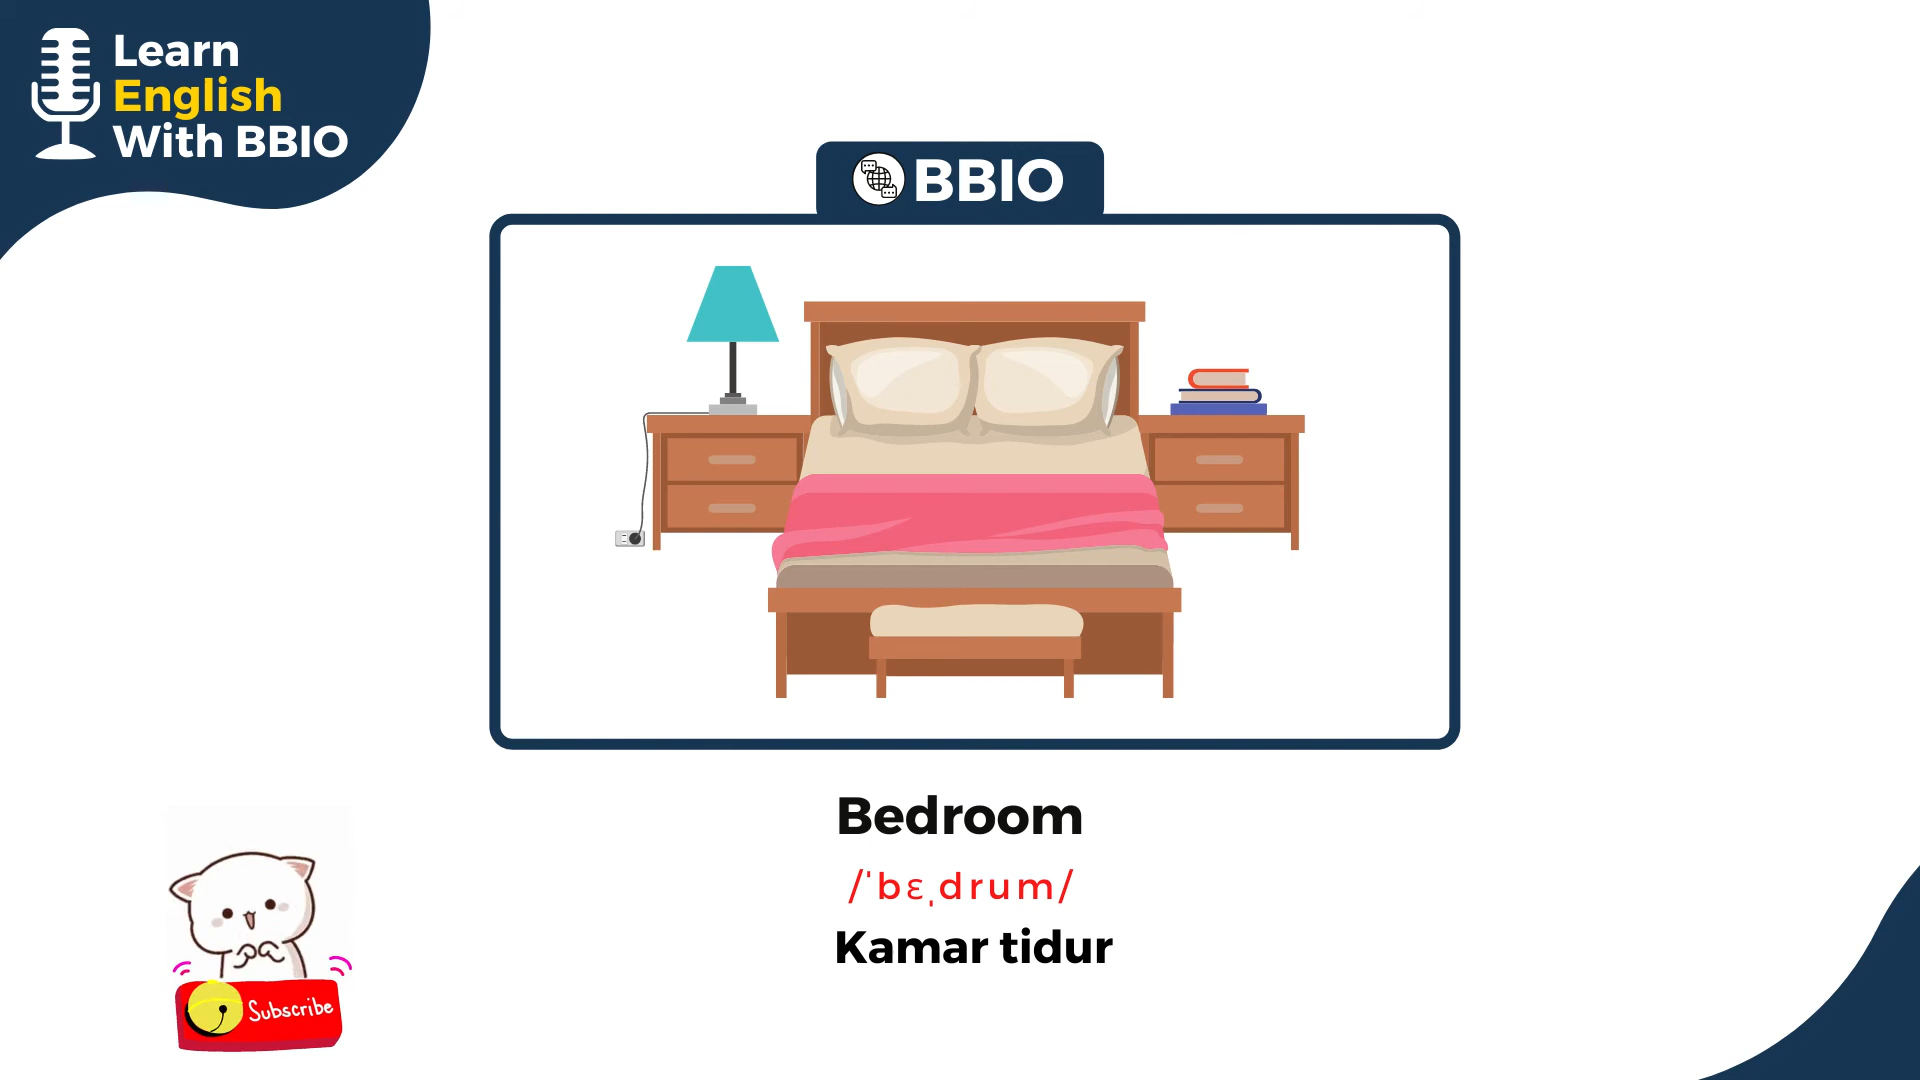 Learn
English
With BBIO
BBIO
Bedroom
/ˈbɛˌdrum/
Kamar tidur
Subscribe